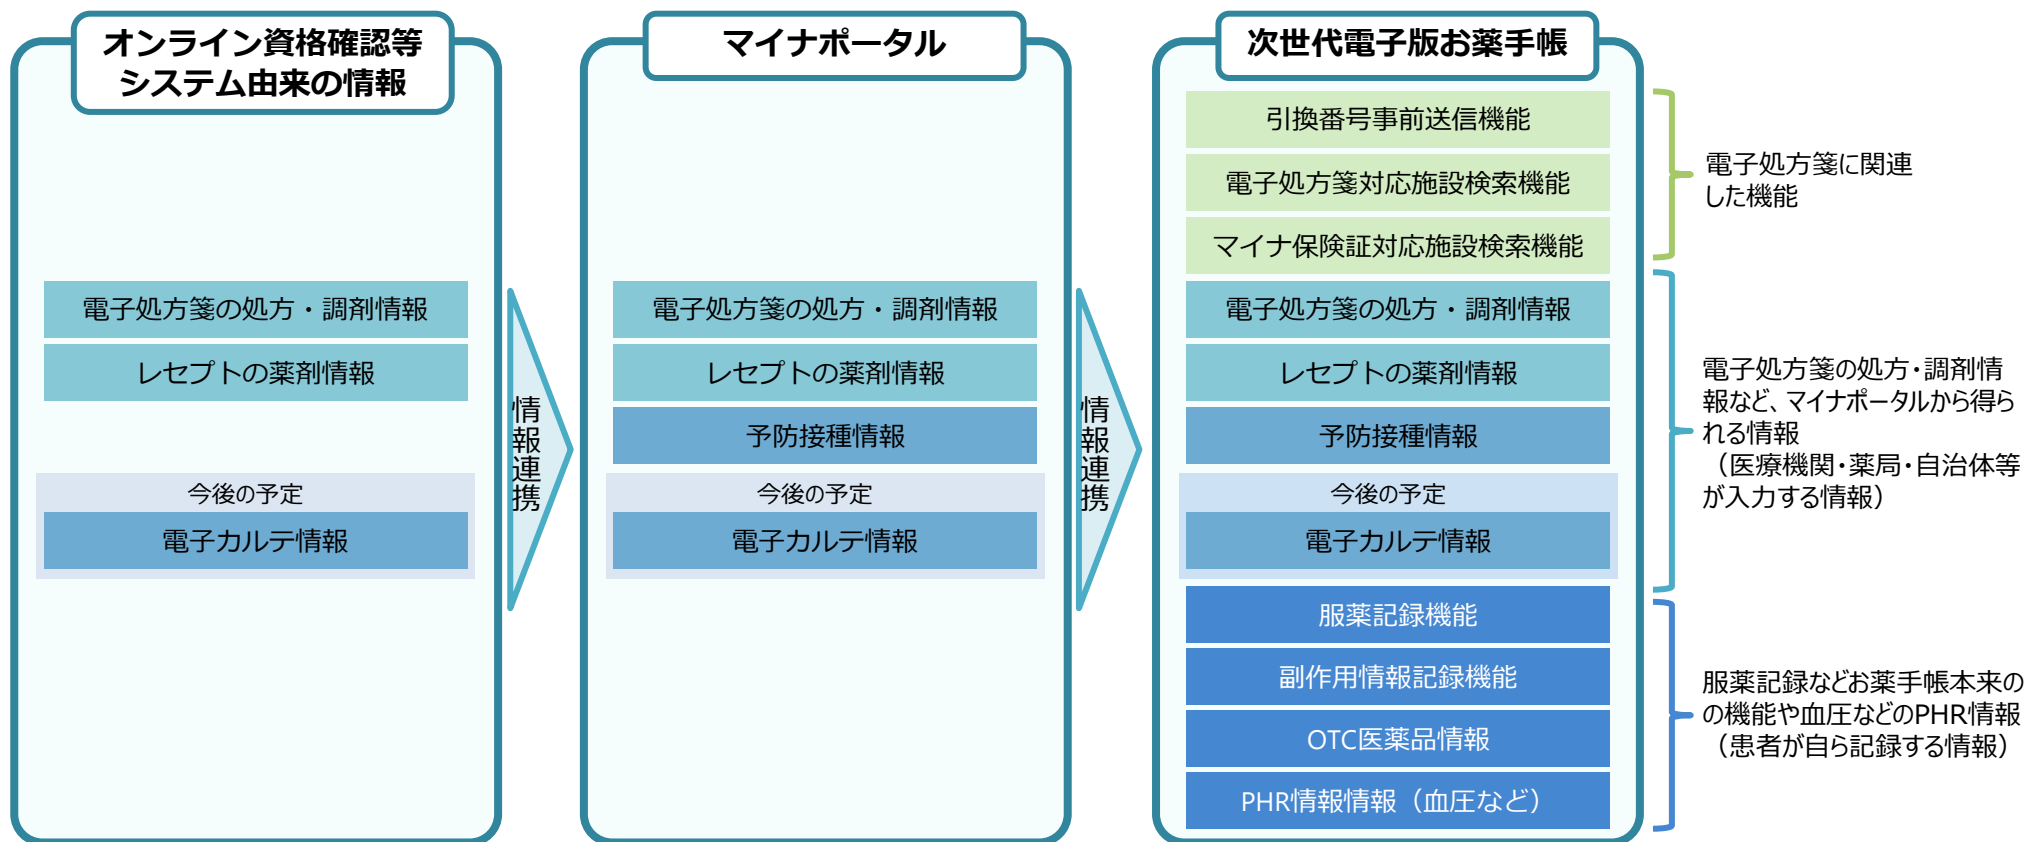 オンライン資格確認等
システム由来の情報
電子処方箋の処方・調剤情報
レセプトの薬剤情報
今後の予定
電子カルテ情報
情報連携
マイナポータル
電子処方箋の処方・調剤情報
レセプトの薬剤情報
予防接種情報
今後の予定
電子カルテ情報
情報連携
次世代電子版お薬手帳
引換番号事前送信機能
電子処方箋対応施設検索機能
マイナ保険証対応施設検索機能
電子処方箋の処方・調剤情報
レセプトの薬剤情報
予防接種情報
今後の予定
電子カルテ情報
服薬記録機能
副作用情報記録機能
OTC医薬品情報
PHR情報情報（血圧など）
電子処方箋に関連
した機能
電子処方箋の処方・調剤情
報など、マイナポータルから得ら
れる情報
（医療機関・薬局・自治体等
が入力する情報）
服薬記録などお薬手帳本来の
の機能や血圧などのPHR情報
（患者が自ら記録する情報）